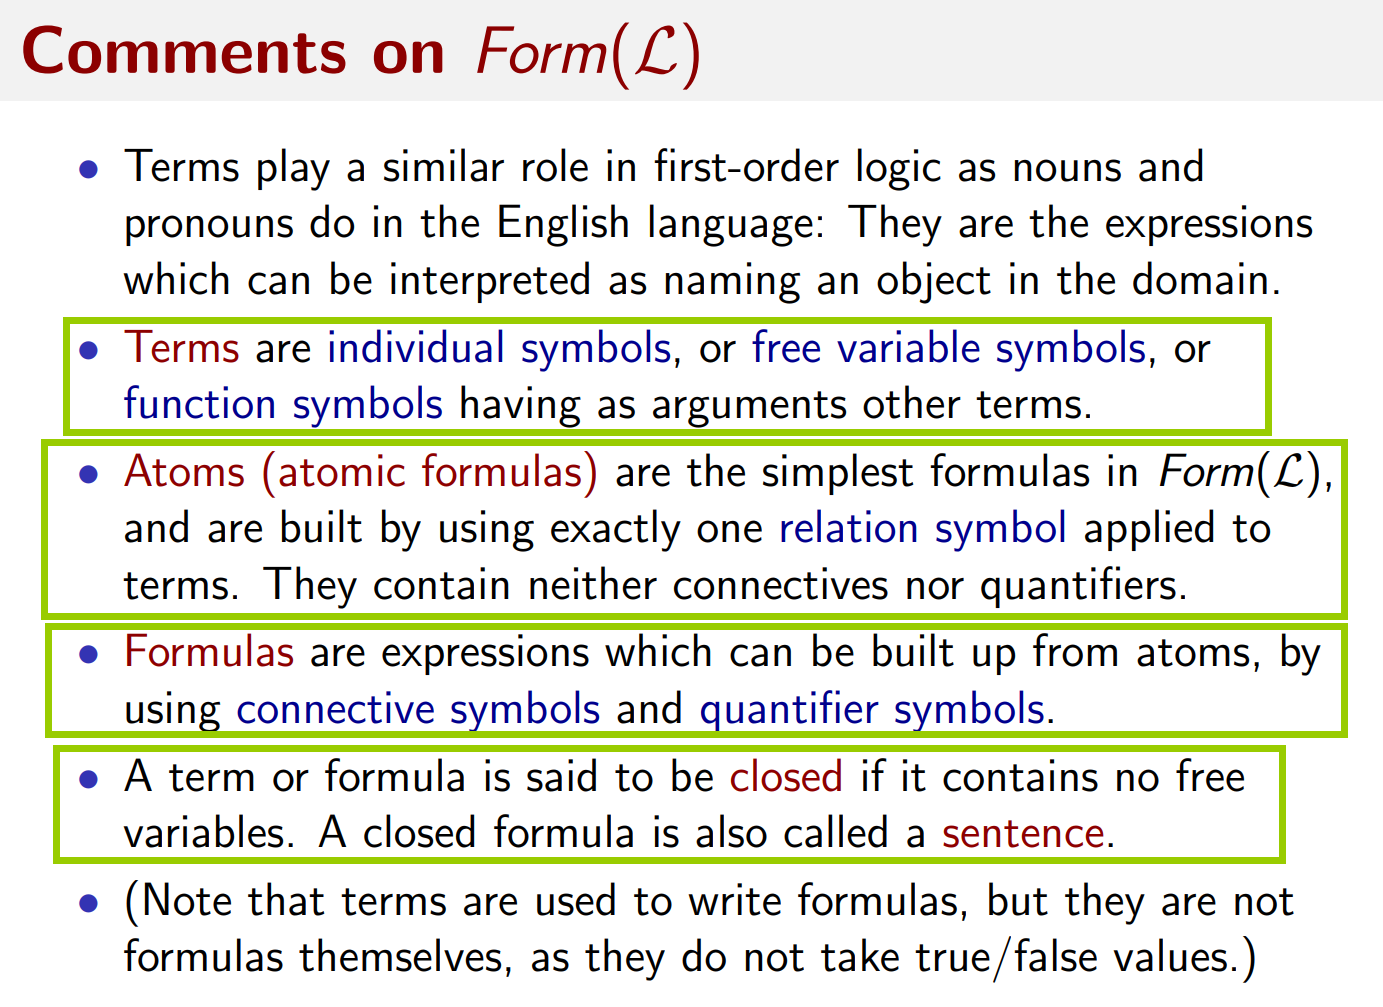 Comments on Form(ℒ)
• Terms play a similar role in first-order logic as nouns and
pronouns do in the English language: They are the expressions
which can be interpreted as naming an object in the domain.
• Terms are individual symbols, or free variable symbols, or
function symbols having as arguments other terms.
• Atoms (atomic formulas) are the simplest formulas in Form(ℒ),
and are built by using exactly one relation symbol applied to
terms. They contain neither connectives nor quantifiers.
• Formulas are expressions which can be built up from atoms, by
using connective symbols and quantifier symbols.
• A term or formula is said to be closed if it contains no free
variables. A closed formula is also called a sentence.
• (Note that terms are used to write formulas, but they are not
formulas themselves, as they do not take true/false values.)